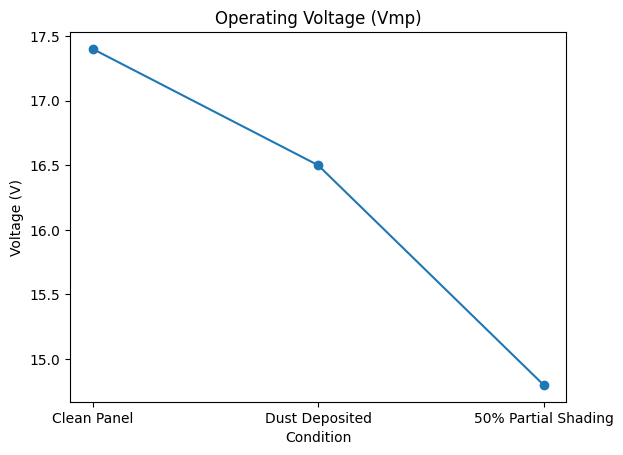 Operating Voltage (Vmp)
17.5
17.0
16.5
16.0
15.5
15.0
Voltage (V)
Clean Panel
Dust Deposited
50% Partial Shading
Condition